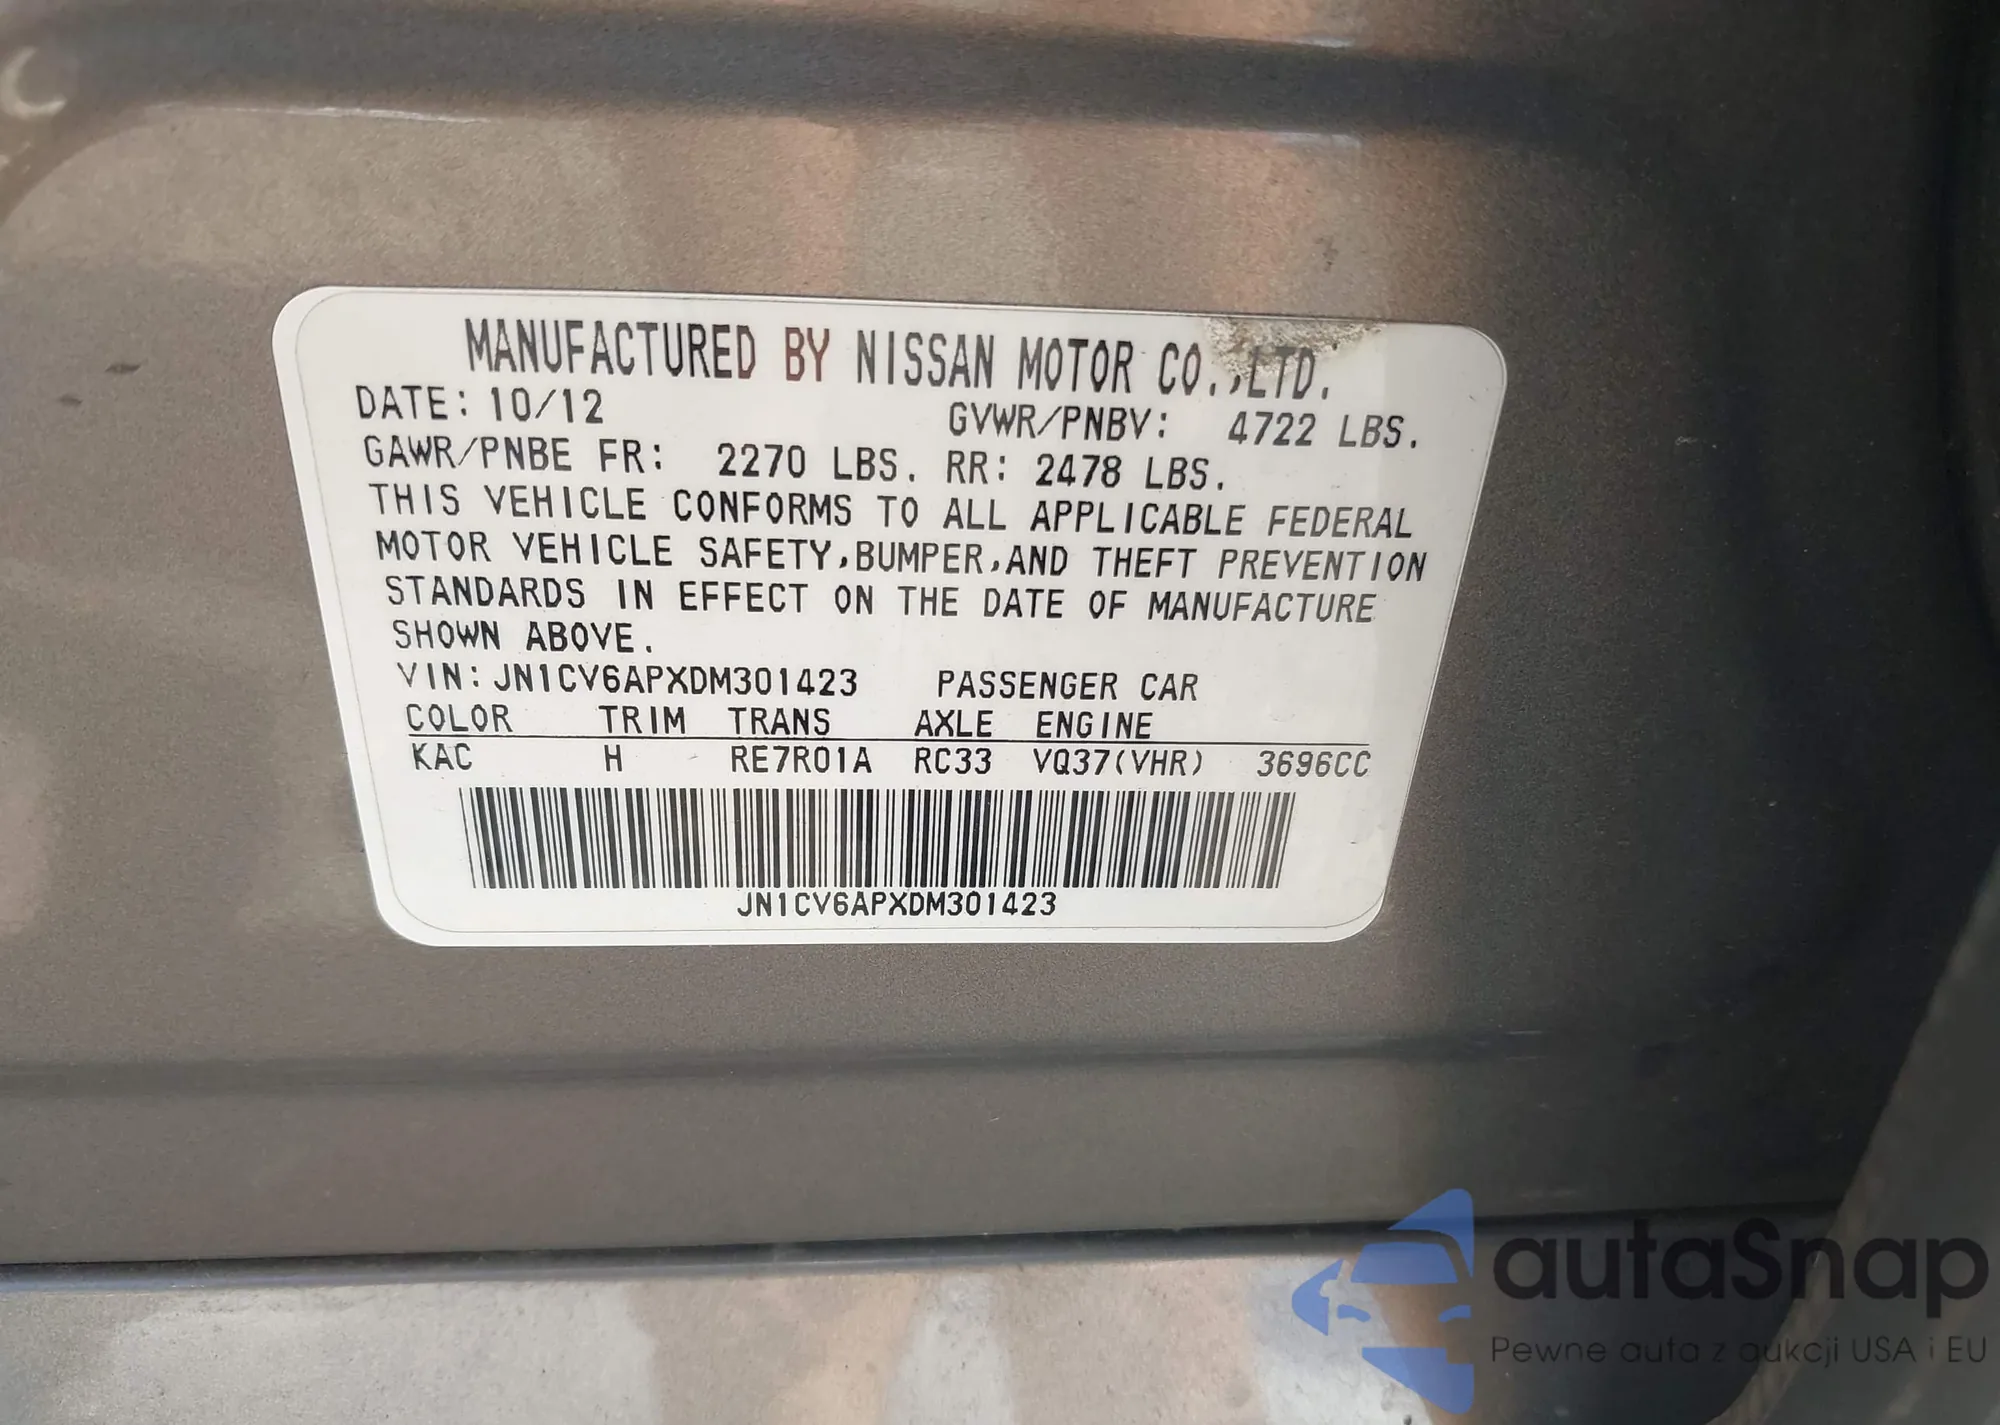 MANUFACTURED BY NISSAN MOTOR CO.,LTD.
DATE: 10/12 GVWR/PNBV: 4722 LBS.
GAWR/PNBE FR: 2270 LBS. RR: 2478 LBS.
THIS VEHICLE CONFORMS TO ALL APPLICABLE FEDERAL
MOTOR VEHICLE SAFETY,BUMPER,AND THEFT PREVENTION
STANDARDS IN EFFECT ON THE DATE OF MANUFACTURE
SHOWN ABOVE.
VIN: JN1CV6APXDM301423 PASSENGER CAR
COLOR TRIM TRANS AXLE ENGINE
KAC H RE7R01A RC33 VQ37(VHR) 3696CC
JN1CV6APXDM301423
autaSnap
Pewne auta z aukcji USA i EU